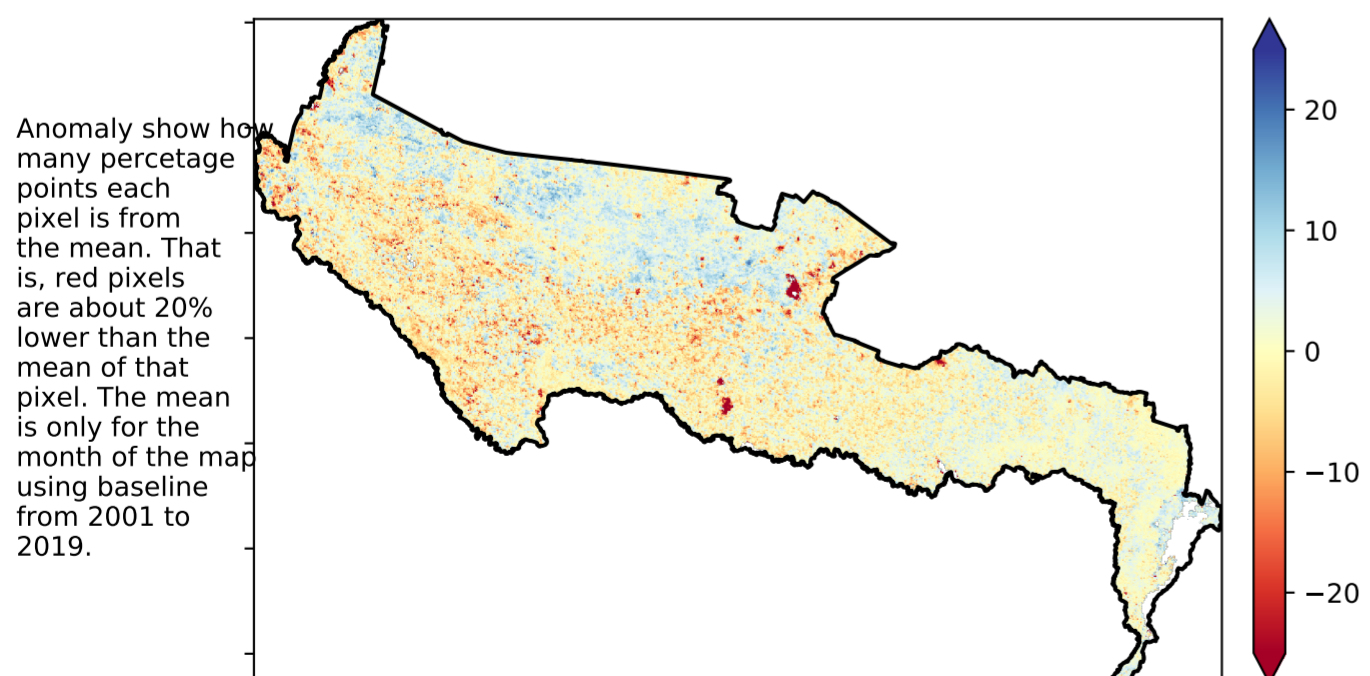 Anomaly show how
many percetage
points each
pixel is from
the mean. That
is, red pixels
are about 20%
lower than the
mean of that
pixel. The mean
is only for the
month of the map
using baseline
from 2001 to
2019.
20
10
0
−10
−20